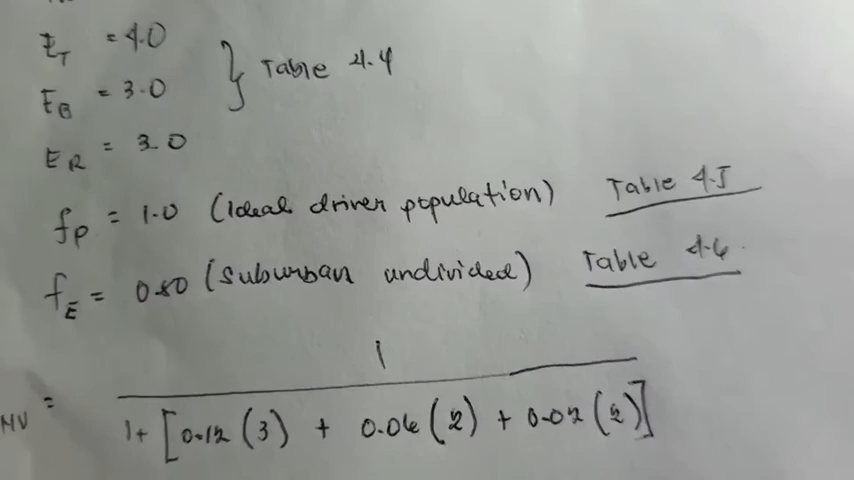 E_T = 4.0
E_B = 3.0 } Table 4.4
E_R = 3.0
f_P = 1.0 (Ideal driver population) Table 4.5
f_E = 0.80 (Suburban undivided) Table 4.6
HV = 1
1+ [0.12 (3) + 0.06 (2) + 0.02 (2)]